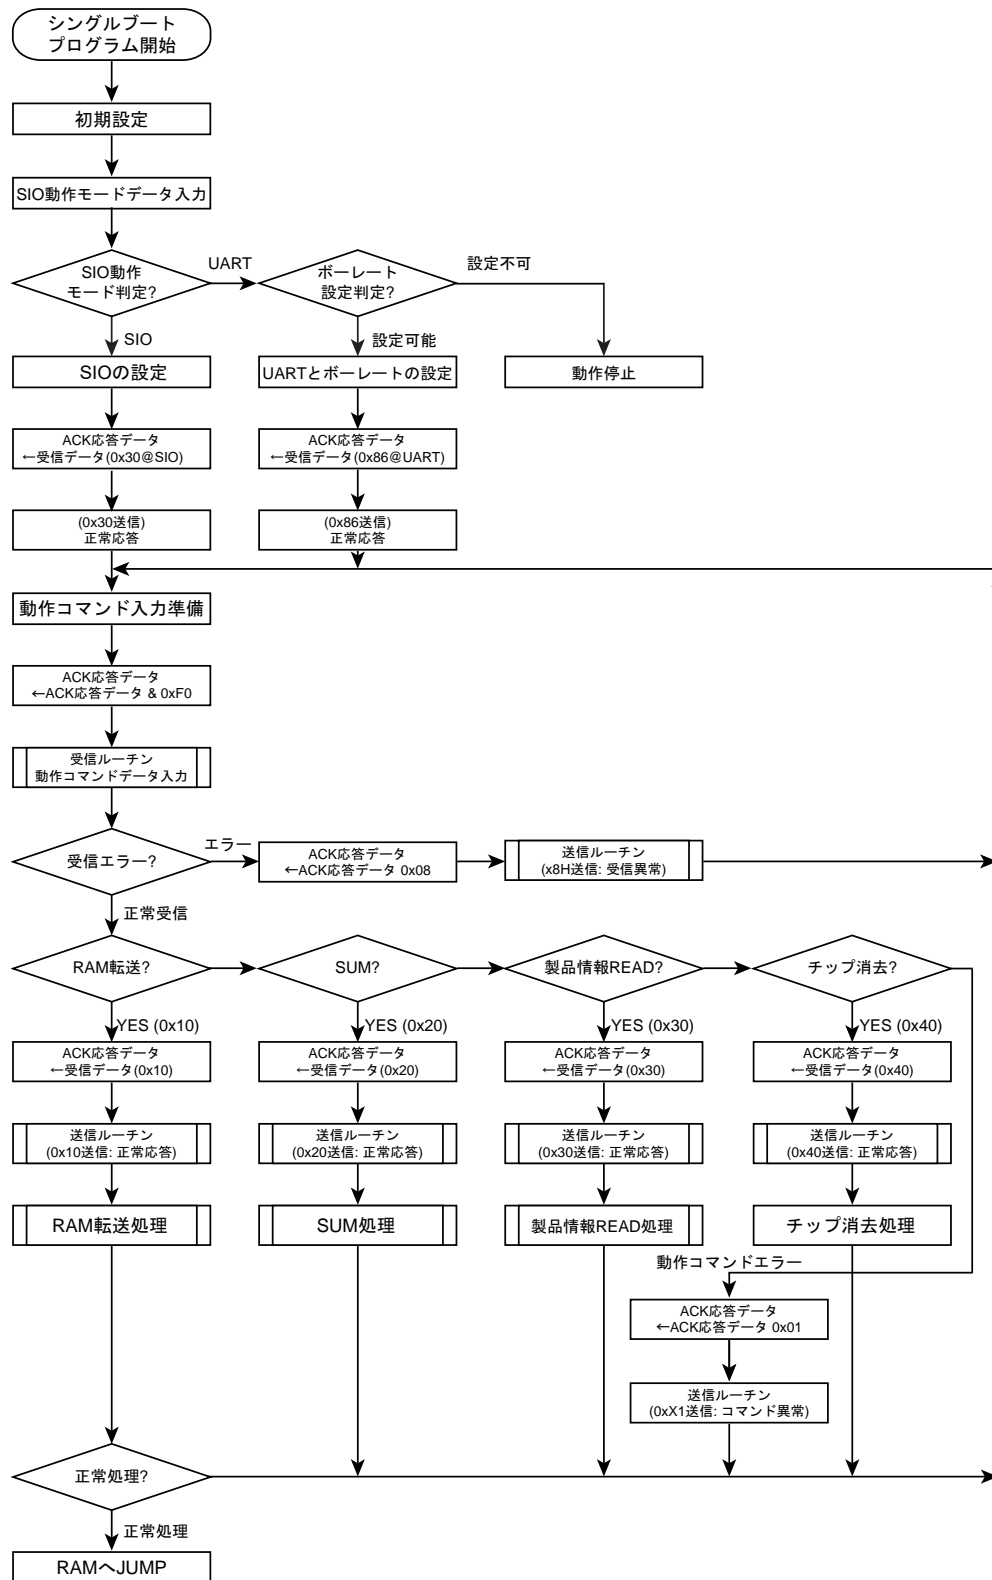 シングルブート
プログラム開始
初期設定
SIO動作モードデータ入力
SIO動作
モード判定?
UART
ボーレート
設定判定?
設定不可
SIO
設定可能
SIOの設定
UARTとボーレートの設定
動作停止
ACK応答データ
←受信データ(0x30@SIO)
ACK応答データ
←受信データ(0x86@UART)
(0x30送信)
正常応答
(0x86送信)
正常応答
動作コマンド入力準備
ACK応答データ
←ACK応答データ & 0xF0
受信ルーチン
動作コマンドデータ入力
受信エラー?
エラー
ACK応答データ
←ACK応答データ 0x08
送信ルーチン
(x8H送信: 受信異常)
正常受信
RAM転送?
SUM?
製品情報READ?
チップ消去?
YES (0x10)
YES (0x20)
YES (0x30)
YES (0x40)
ACK応答データ
←受信データ(0x10)
ACK応答データ
←受信データ(0x20)
ACK応答データ
←受信データ(0x30)
ACK応答データ
←受信データ(0x40)
送信ルーチン
(0x10送信: 正常応答)
送信ルーチン
(0x20送信: 正常応答)
送信ルーチン
(0x30送信: 正常応答)
送信ルーチン
(0x40送信: 正常応答)
RAM転送処理
SUM処理
製品情報READ処理
チップ消去処理
動作コマンドエラー
ACK応答データ
←ACK応答データ 0x01
送信ルーチン
(0xX1送信: コマンド異常)
正常処理?
正常処理
RAMへJUMP